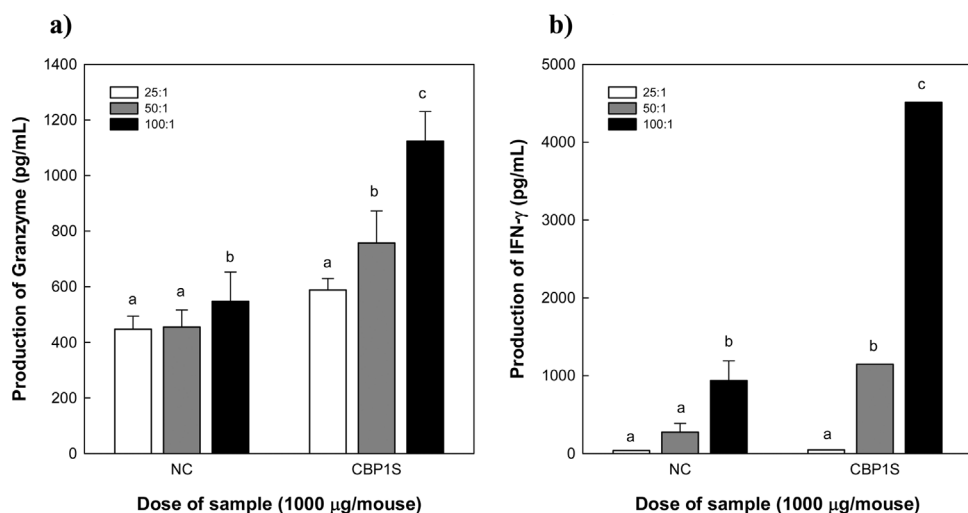 a)
Production of Granzyme (pg/mL)
1400
1200
1000
800
600
400
200
0
25:1
50:1
100:1
a
a
b
a
b
c
NC
CBP1S
Dose of sample (1000 μg/mouse)
b)
Production of IFN-γ (pg/mL)
5000
4000
3000
2000
1000
0
25:1
50:1
100:1
a
a
b
a
b
c
NC
CBP1S
Dose of sample (1000 μg/mouse)